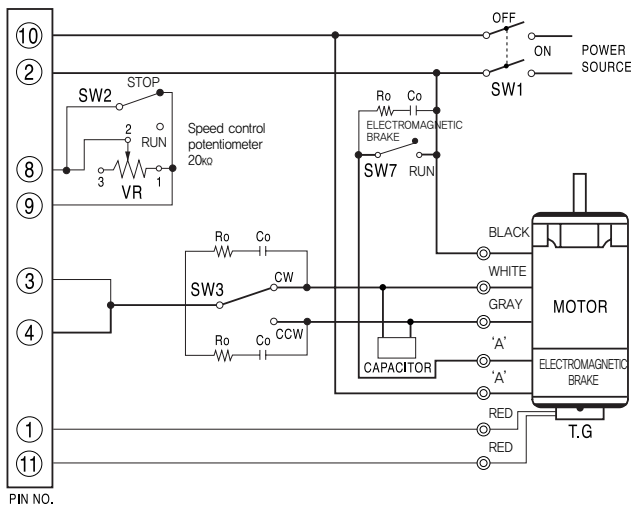 ⑩
②
⑧
⑨
③
④
①
⑪
PIN NO.
OFF
ON
POWER
SOURCE
SW1
STOP
SW2
2
RUN
3
VR
1
Speed control
potentiometer
20kΩ
Ro Co
ELECTROMAGNETIC
BRAKE
SW7
RUN
Ro Co
SW3
CW
CCW
Ro Co
CAPACITOR
BLACK
WHITE
GRAY
'A'
'A'
RED
RED
MOTOR
ELECTROMAGNETIC
BRAKE
T.G